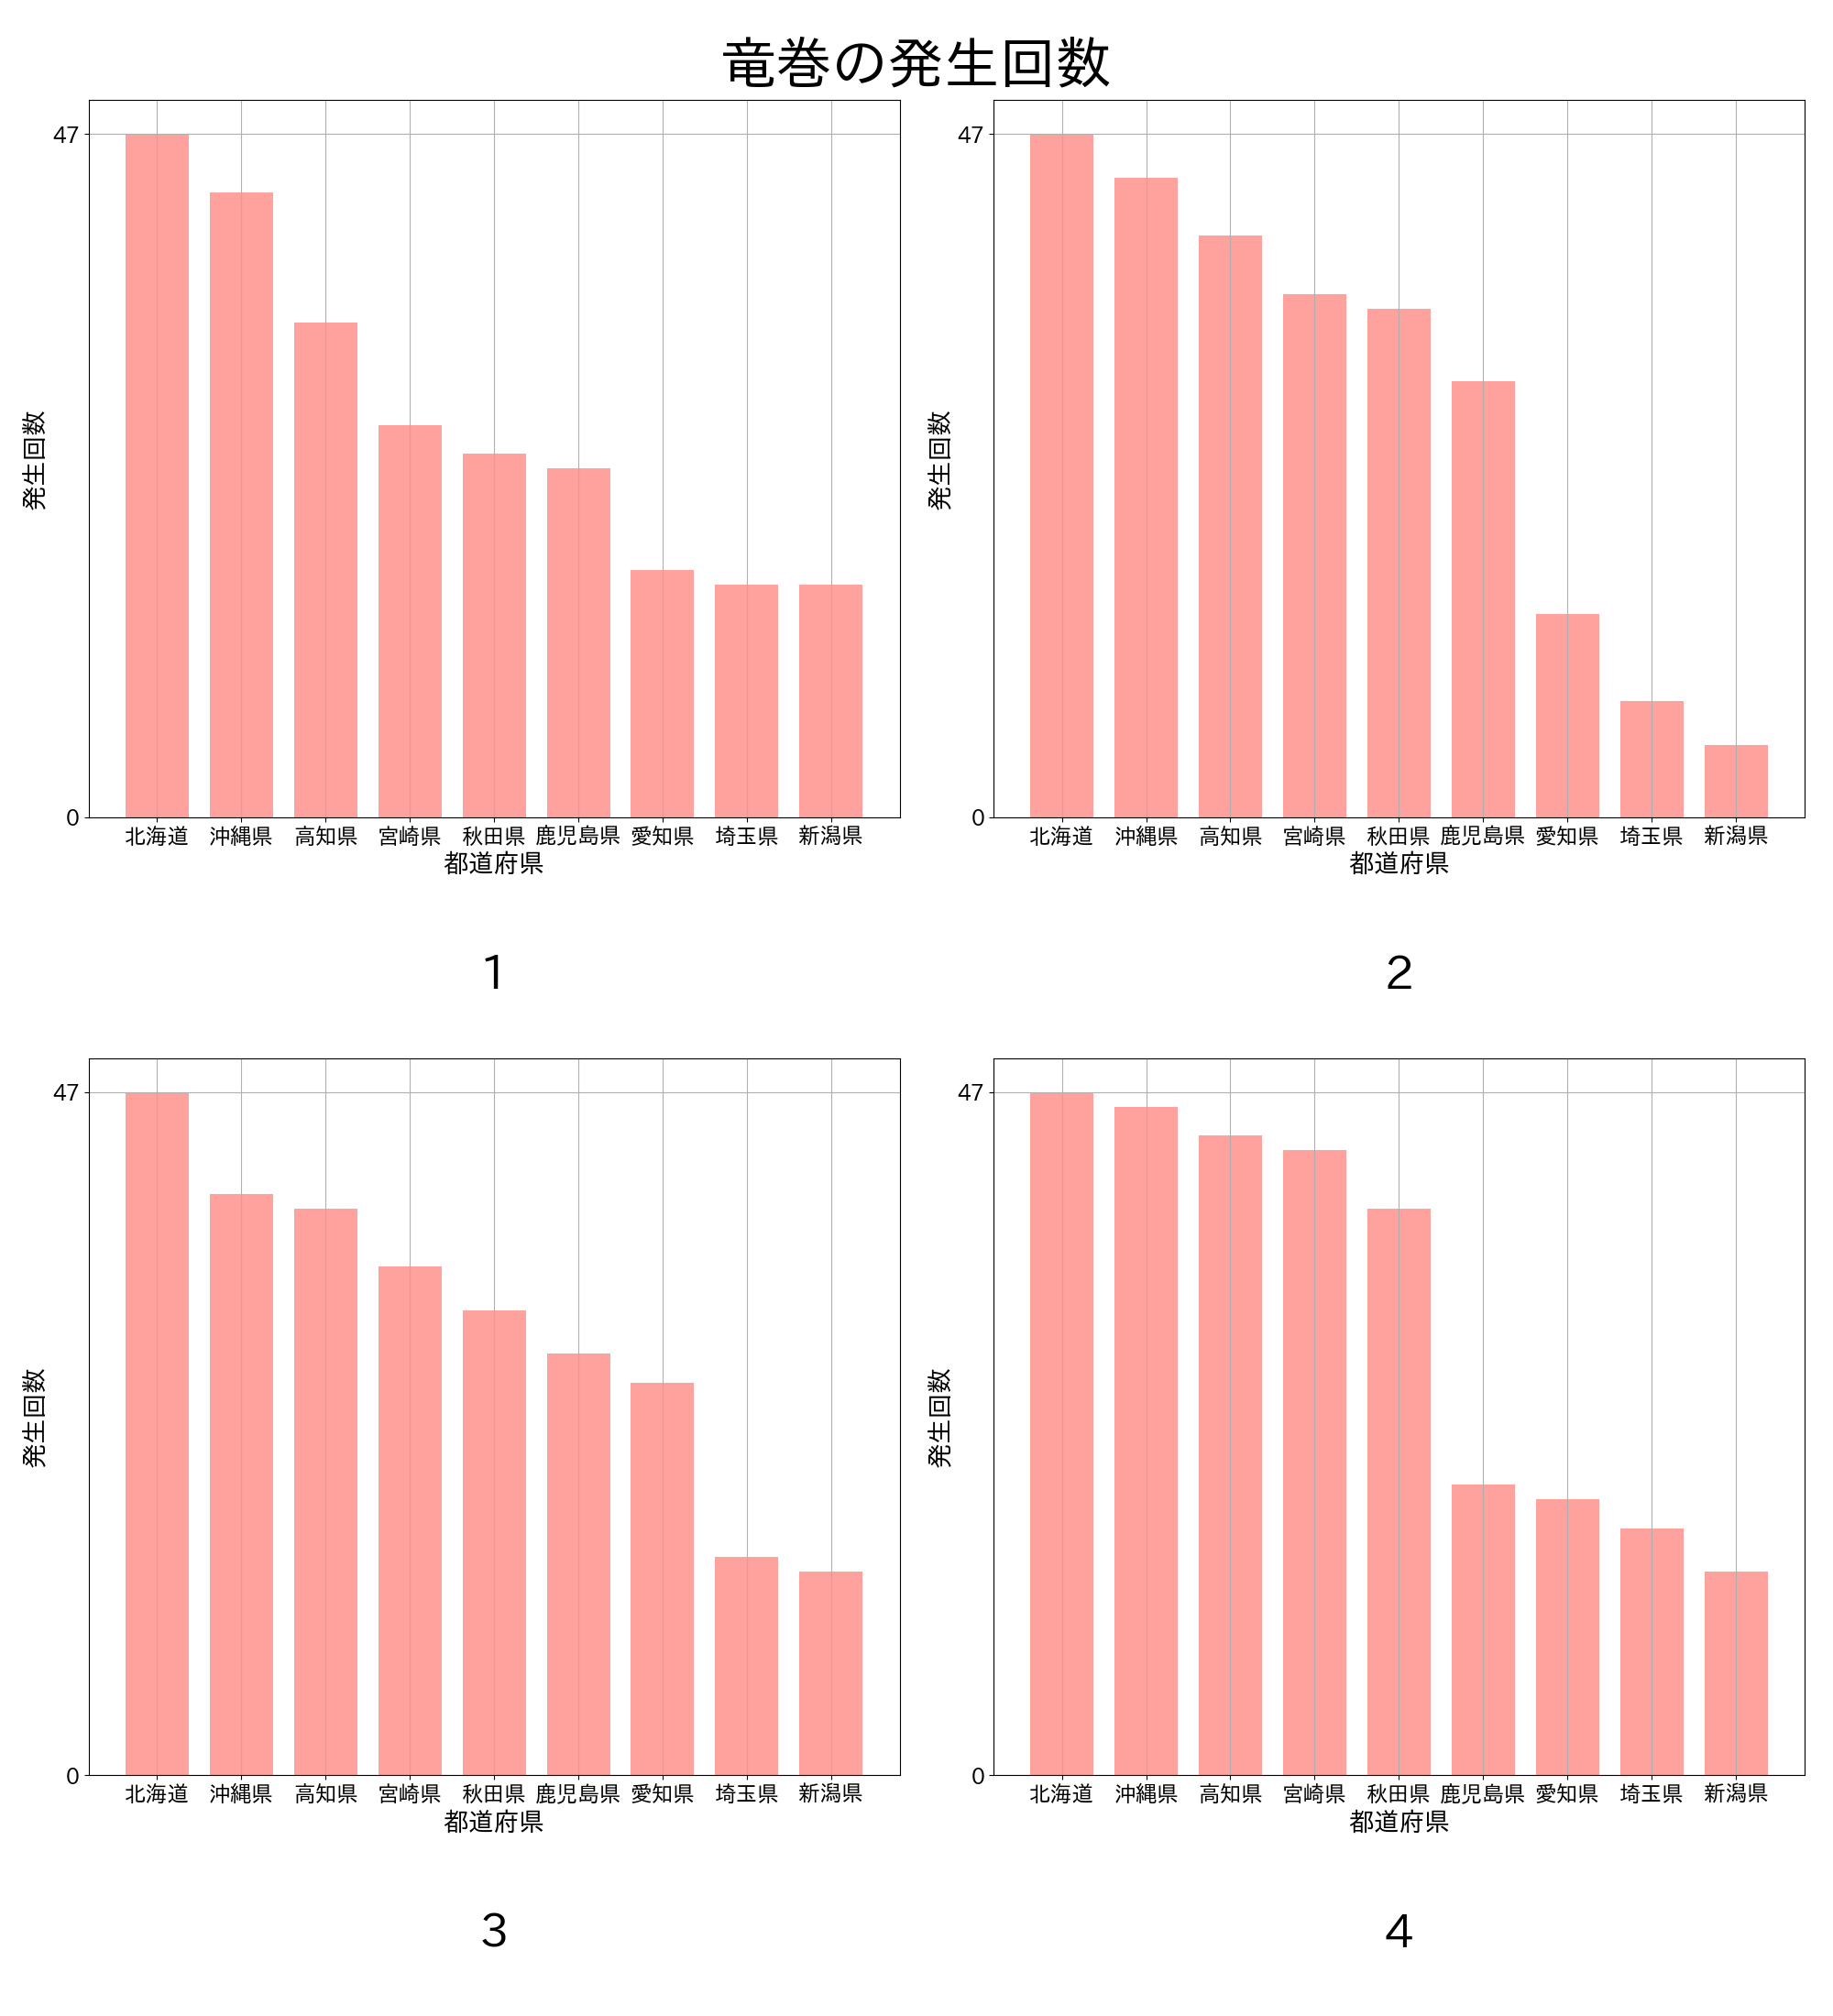 竜巻の発生回数
47
0
発生回数
北海道 沖縄県 高知県 宮崎県 秋田県 鹿児島県 愛知県 埼玉県 新潟県
都道府県
1
47
0
発生回数
北海道 沖縄県 高知県 宮崎県 秋田県 鹿児島県 愛知県 埼玉県 新潟県
都道府県
2
47
0
発生回数
北海道 沖縄県 高知県 宮崎県 秋田県 鹿児島県 愛知県 埼玉県 新潟県
都道府県
3
47
0
発生回数
北海道 沖縄県 高知県 宮崎県 秋田県 鹿児島県 愛知県 埼玉県 新潟県
都道府県
4